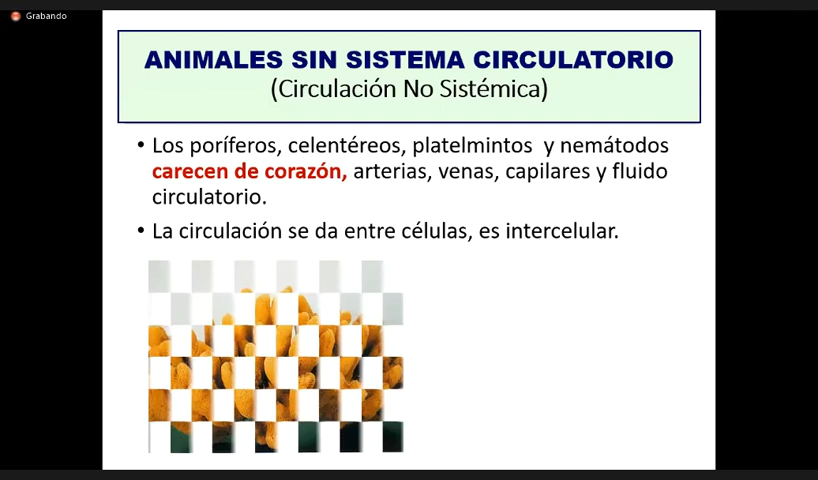 Grabando
ANIMALES SIN SISTEMA CIRCULATORIO
(Circulación No Sistémica)
• Los poríferos, celentéreos, platelmintos y nemátodos
carecen de corazón, arterias, venas, capilares y fluido
circulatorio.
• La circulación se da entre células, es intercelular.